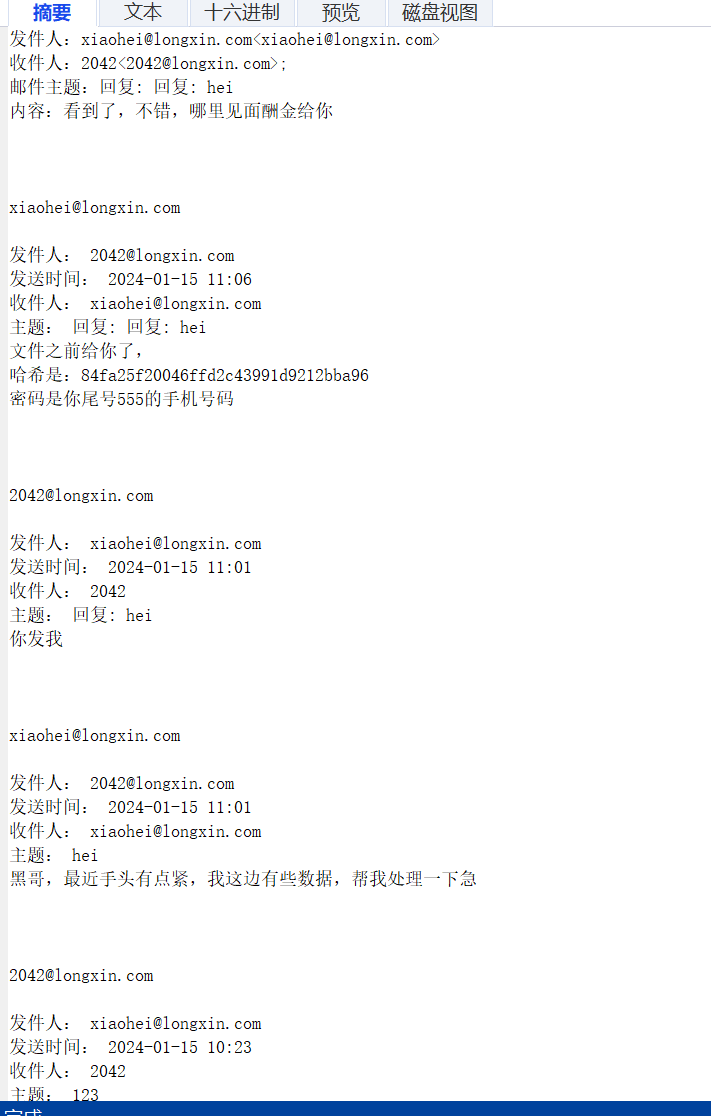 摘要 文本 十六进制 预览 磁盘视图
发件人：xiaohei@longxin.com<xiaohei@longxin.com>
收件人：2042<2042@longxin.com>;
邮件主题：回复: 回复: hei
内容：看到了，不错，哪里见面酬金给你
xiaohei@longxin.com
发件人： 2042@longxin.com
发送时间： 2024-01-15 11:06
收件人： xiaohei@longxin.com
主题： 回复: 回复: hei
文件之前给你了，
哈希是：84fa25f20046ffd2c43991d9212bba96
密码是你尾号555的手机号码
2042@longxin.com
发件人： xiaohei@longxin.com
发送时间： 2024-01-15 11:01
收件人： 2042
主题： 回复: hei
你发我
xiaohei@longxin.com
发件人： 2042@longxin.com
发送时间： 2024-01-15 11:01
收件人： xiaohei@longxin.com
主题： hei
黑哥，最近手头有点紧，我这边有些数据，帮我处理一下急
2042@longxin.com
发件人： xiaohei@longxin.com
发送时间： 2024-01-15 10:23
收件人： 2042
主题： 123
完成